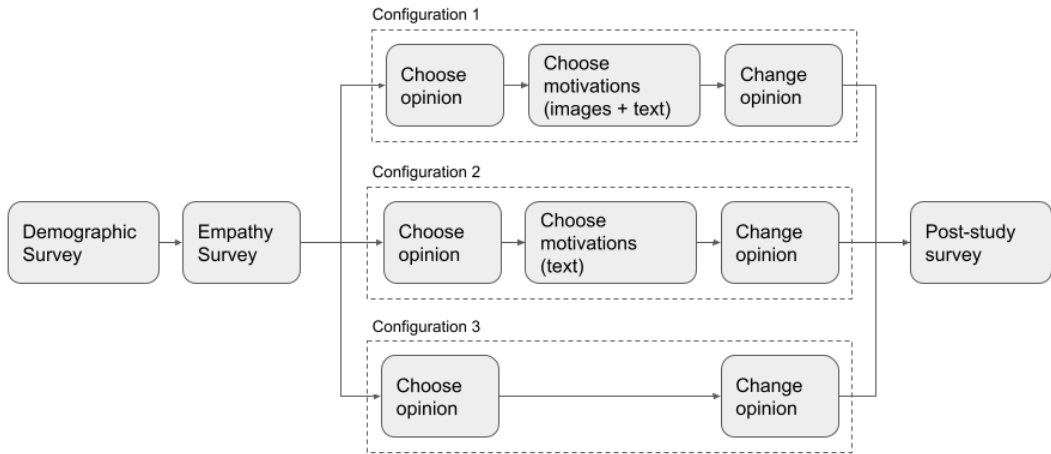 Configuration 1
Choose
opinion
Choose
motivations
(images + text)
Change
opinion
Configuration 2
Demographic
Survey
Empathy
Survey
Choose
opinion
Choose
motivations
(text)
Change
opinion
Post-study
survey
Configuration 3
Choose
opinion
Change
opinion